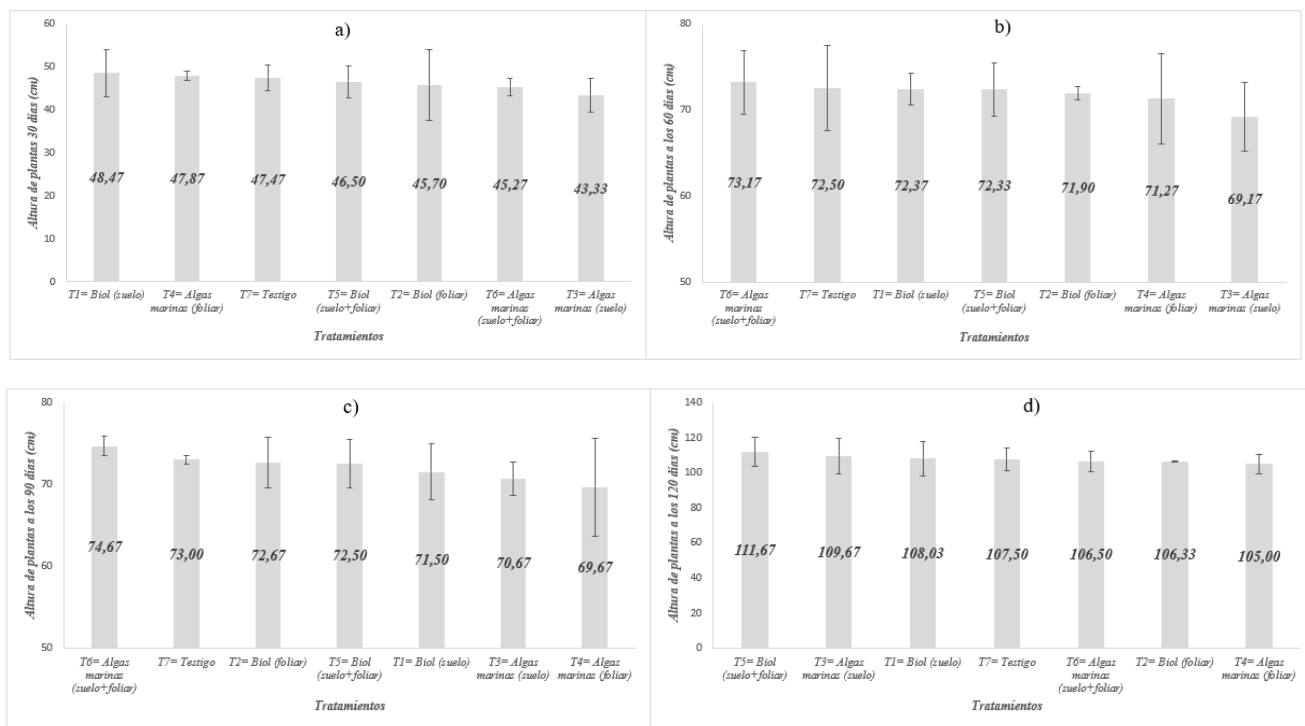 a)
Altura de plantas 30 dias (cm)
60
50
40
30
20
10
0
48,47
47,87
47,47
46,50
45,70
45,27
43,33
T1= Biol (suelo)
T4= Algas
marinas (foliar)
T7= Testigo
T5= Biol
(suelo+foliar)
T2= Biol (foliar)
T6= Algas
marinas
(suelo+foliar)
T3= Algas
marinas (suelo)
Tratamientos
b)
Altura de plantas a los 60 dias (cm)
80
70
60
50
73,17
72,50
72,37
72,33
71,90
71,27
69,17
T6= Algas
marinas
(suelo+foliar)
T7= Testigo
T1= Biol (suelo)
T5= Biol
(suelo+foliar)
T2= Biol (foliar)
T4= Algas
marinas (foliar)
T3= Algas
marinas (suelo)
Tratamientos
c)
Altura de plantas a los 90 dias (cm)
80
70
60
50
74,67
73,00
72,67
72,50
71,50
70,67
69,67
T6= Algas
marinas
(suelo+foliar)
T7= Testigo
T2= Biol (foliar)
T5= Biol
(suelo+foliar)
T1= Biol (suelo)
T3= Algas
marinas (suelo)
T4= Algas
marinas (foliar)
Tratamientos
d)
Altura de plantas a los 120 dias (cm)
140
120
100
80
60
40
20
0
111,67
109,67
108,03
107,50
106,50
106,33
105,00
T5= Biol
(suelo+foliar)
T3= Algas
marinas (suelo)
T1= Biol (suelo)
T7= Testigo
T6= Algas
marinas
(suelo+foliar)
T2= Biol (foliar)
T4= Algas
marinas (foliar)
Tratamientos